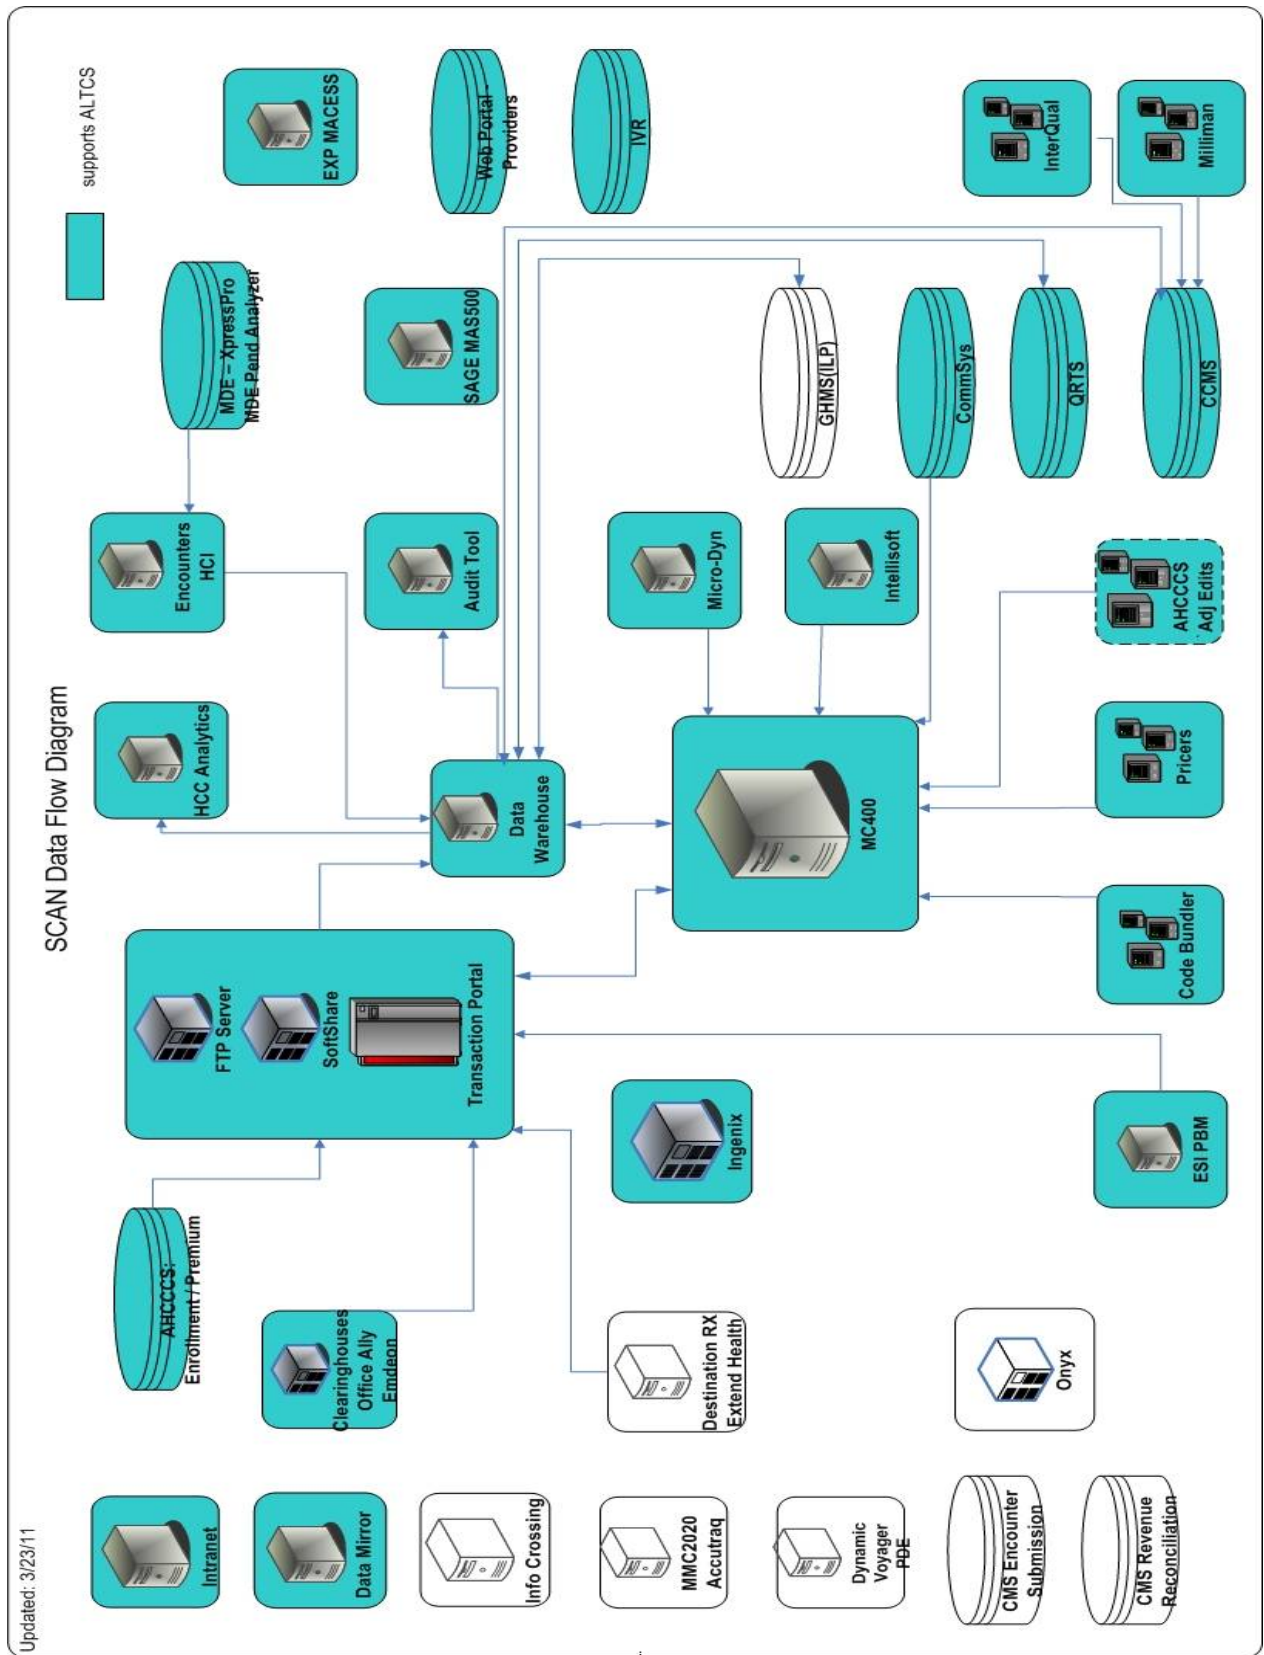 Updated: 3/23/11
SCAN Data Flow Diagram
supports ALTCS
Intranet
AHCCCS:
Enrollment / Premium
FTP Server
SoftShare
Transaction Portal
HCC Analytics
Encounters
HCI
MDE – XpressPro
MDE Pend Analyzer
EXP MACESS
Data Mirror
Clearinghouses
Office Ally
Emdeon
Data
Warehouse
Audit Tool
SAGE MAS500
Web Portal -
Providers
Info Crossing
IVR
MMC2020
Accutraq
Destination RX
Extend Health
Ingenix
MC400
Micro-Dyn
Intellisoft
GHMS(ILP)
CommSys
QRTS
CCMS
InterQual
Milliman
Dynamic
Voyager
PDE
CMS Encounter
Submission
CMS Revenue
Reconciliation
Onyx
ESI PBM
Code Bundler
Pricers
AHCCCS
Adj Edits